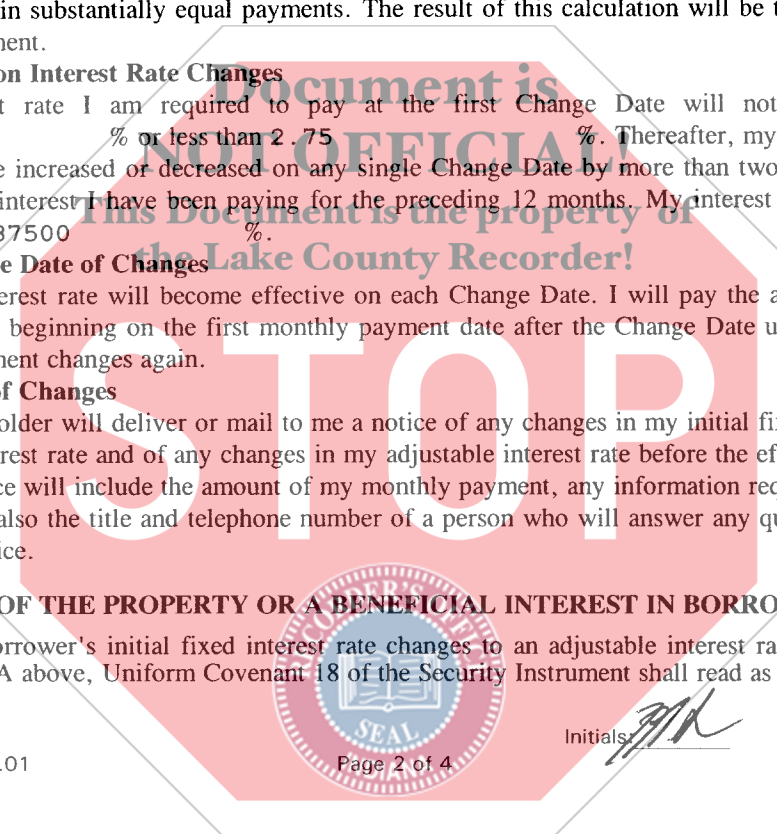 in substantially equal payments. The result of this calculation will be t
ment.
on Interest Rate Changes
t rate I am required to pay at the first Change Date will not
% or less than 2.75 %. Thereafter, my
e increased or decreased on any single Change Date by more than two
interest I have been paying for the preceding 12 months. My interest
87500 %.
e Date of Changes
erest rate will become effective on each Change Date. I will pay the a
beginning on the first monthly payment date after the Change Date u
ment changes again.
of Changes
older will deliver or mail to me a notice of any changes in my initial fi
rest rate and of any changes in my adjustable interest rate before the ef
ce will include the amount of my monthly payment, any information req
also the title and telephone number of a person who will answer any qu
ice.
OF THE PROPERTY OR A BENEFICIAL INTEREST IN BORRO
orrower's initial fixed interest rate changes to an adjustable interest ra
A above, Uniform Covenant 18 of the Security Instrument shall read as
Initials:
.01
Page 2 of 4
Document is
NOT OFFICIAL!
This Document is the property of
the Lake County Recorder!
STOP
RECORDER'S OFFICE
SEAL
INDIANA